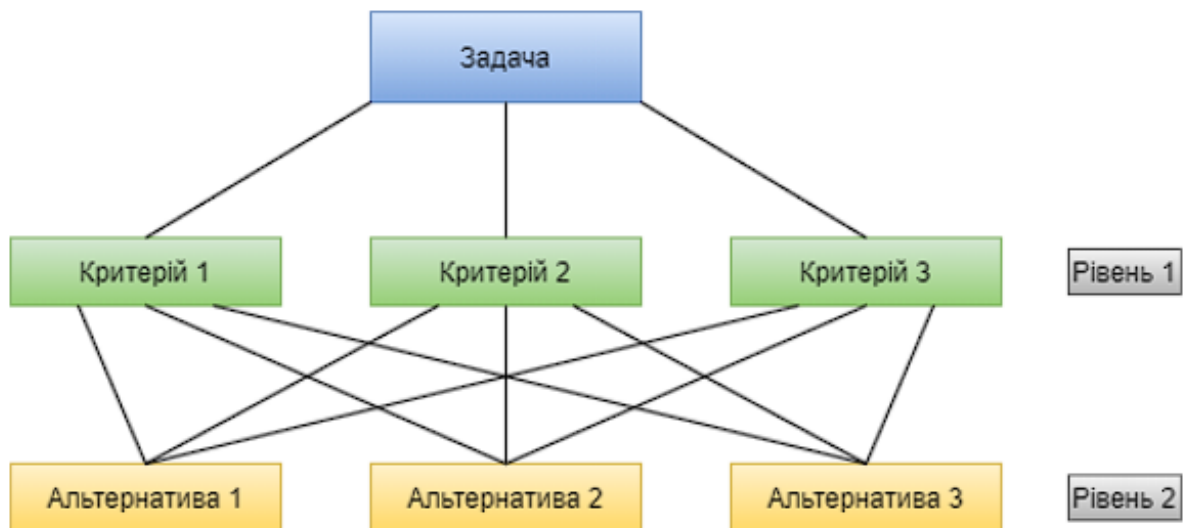 Задача
Критерій 1
Критерій 2
Критерій 3
Рівень 1
Альтернатива 1
Альтернатива 2
Альтернатива 3
Рівень 2